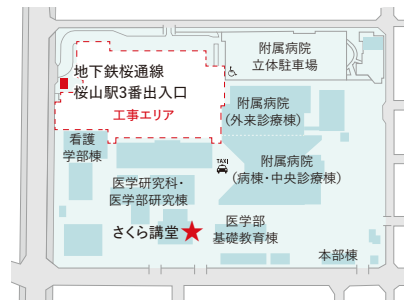 地下鉄桜通線
桜山駅3番出入口
工事エリア
附属病院
立体駐車場
附属病院
(外来診療棟)
看護
学部棟
TAXI
附属病院
(病棟・中央診療棟)
医学研究科・
医学部研究棟
さくら講堂
医学部
基礎教育棟
本部棟